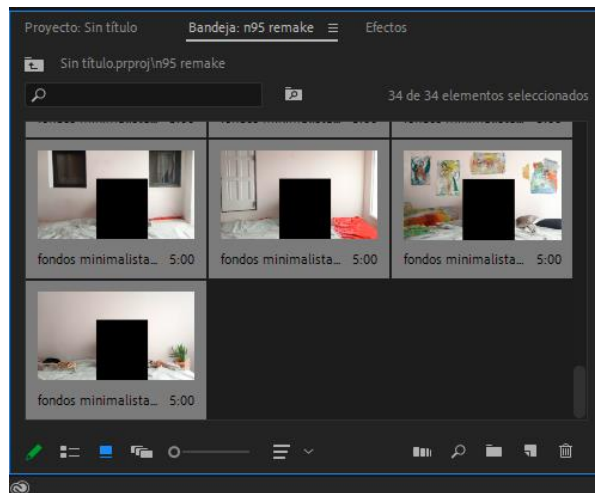 Proyecto: Sin título Bandeja: n95 remake Efectos
Sin título.prproj\n95 remake
34 de 34 elementos seleccionados
fondos minimalista... 5:00 fondos minimalista... 5:00 fondos minimalista... 5:00
fondos minimalista... 5:00